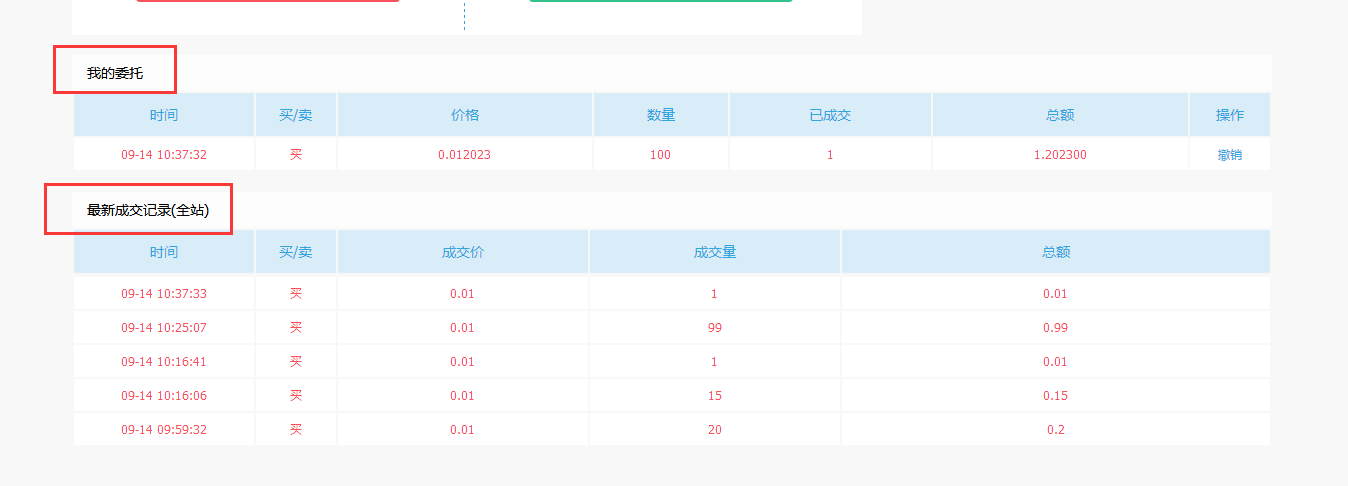 我的委托
时间 买/卖 价格 数量 已成交 总额 操作
09-14 10:37:32 买 0.012023 100 1 1.202300 撤销
最新成交记录(全站)
时间 买/卖 成交价 成交量 总额
09-14 10:37:33 买 0.01 1 0.01
09-14 10:25:07 买 0.01 99 0.99
09-14 10:16:41 买 0.01 1 0.01
09-14 10:16:06 买 0.01 15 0.15
09-14 09:59:32 买 0.01 20 0.2